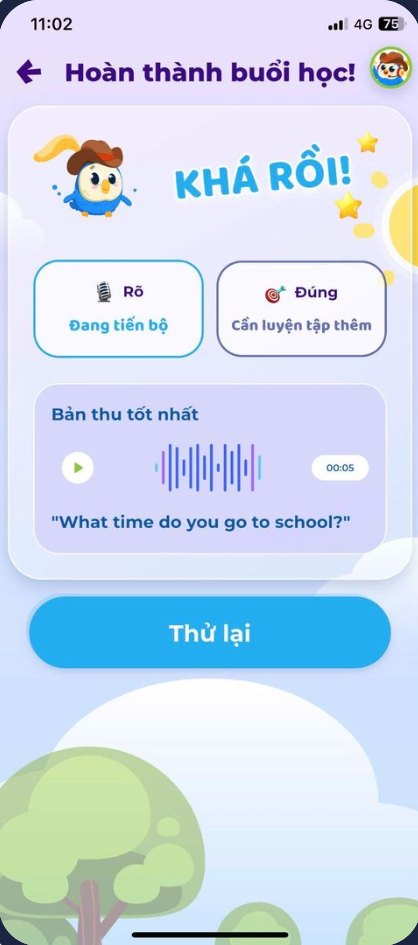 11:02
4G
75
Hoàn thành buổi học!
KHÁ RỒI!
Rõ
Đang tiến bộ
Đúng
Cần luyện tập thêm
Bản thu tốt nhất
00:05
"What time do you go to school?"
Thử lại